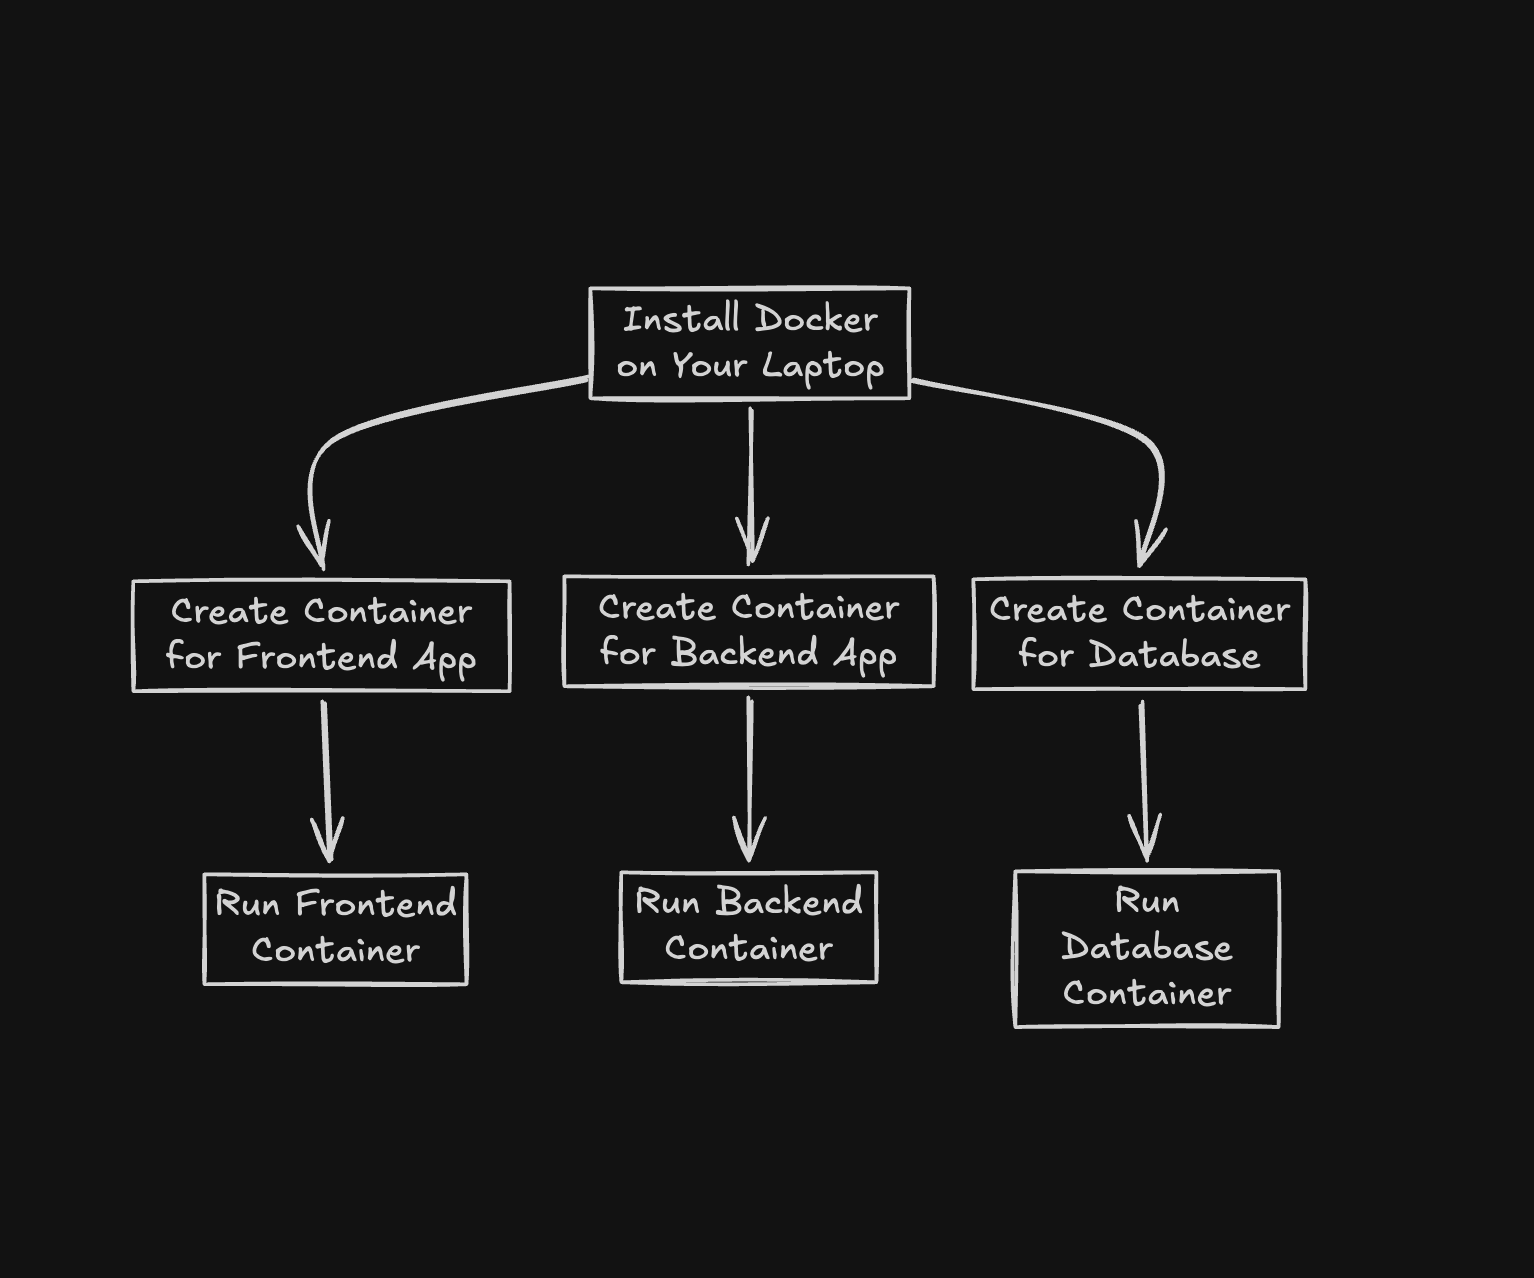 Install Docker
on Your Laptop
Create Container
for Frontend App
Create Container
for Backend App
Create Container
for Database
Run Frontend
Container
Run Backend
Container
Run
Database
Container